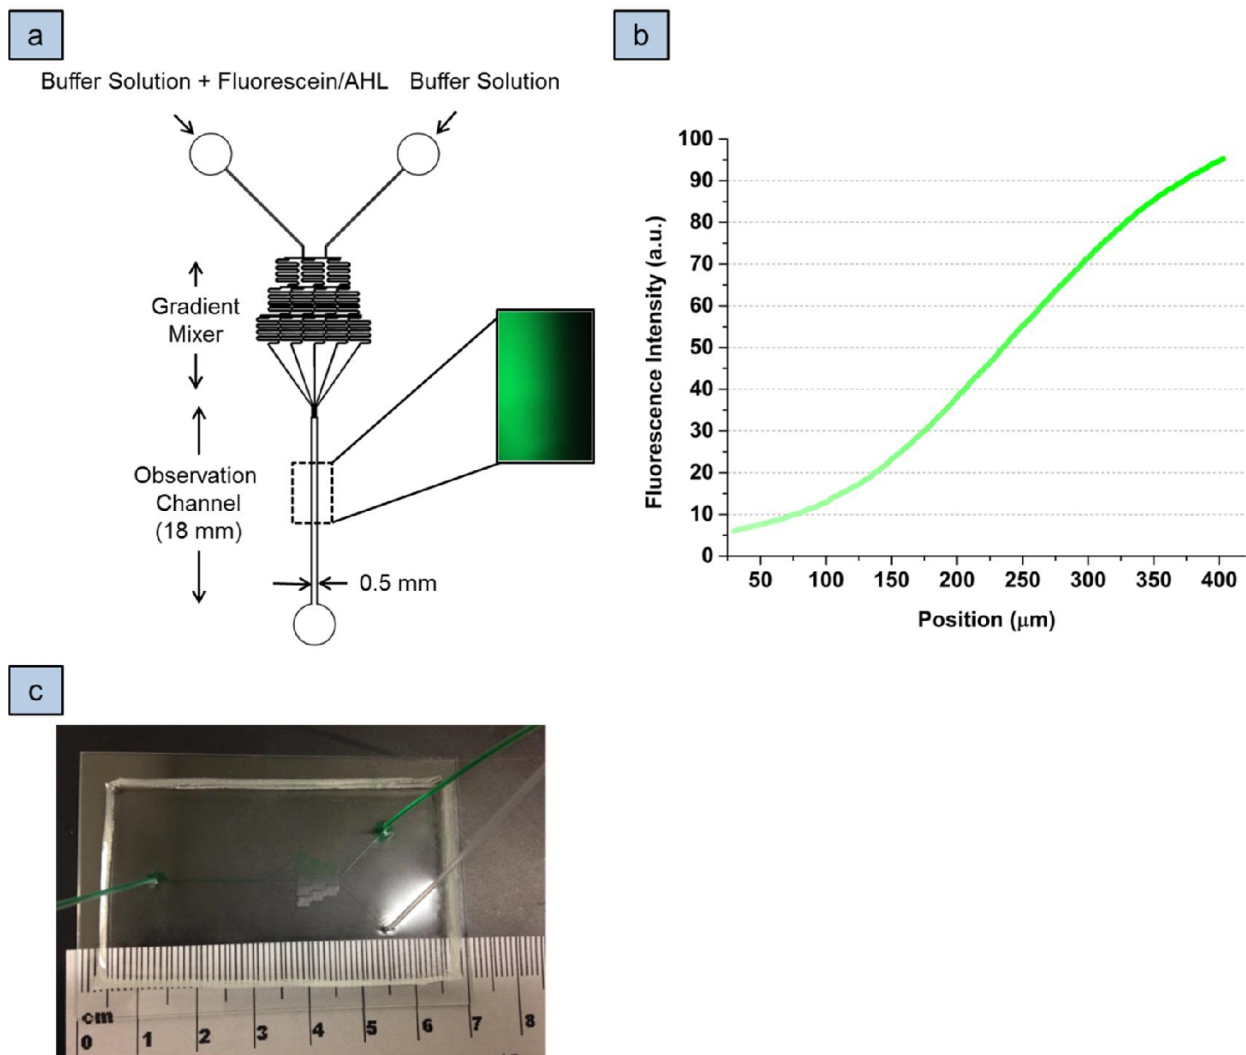 a
Buffer Solution + Fluorescein/AHL Buffer Solution
Gradient
Mixer
Observation
Channel
(18 mm)
0.5 mm
b
100
90
80
70
60
50
40
30
20
10
0
Fluorescence Intensity (a.u.)
50 100 150 200 250 300 350 400
Position (μm)
c
cm
0 1 2 3 4 5 6 7 8